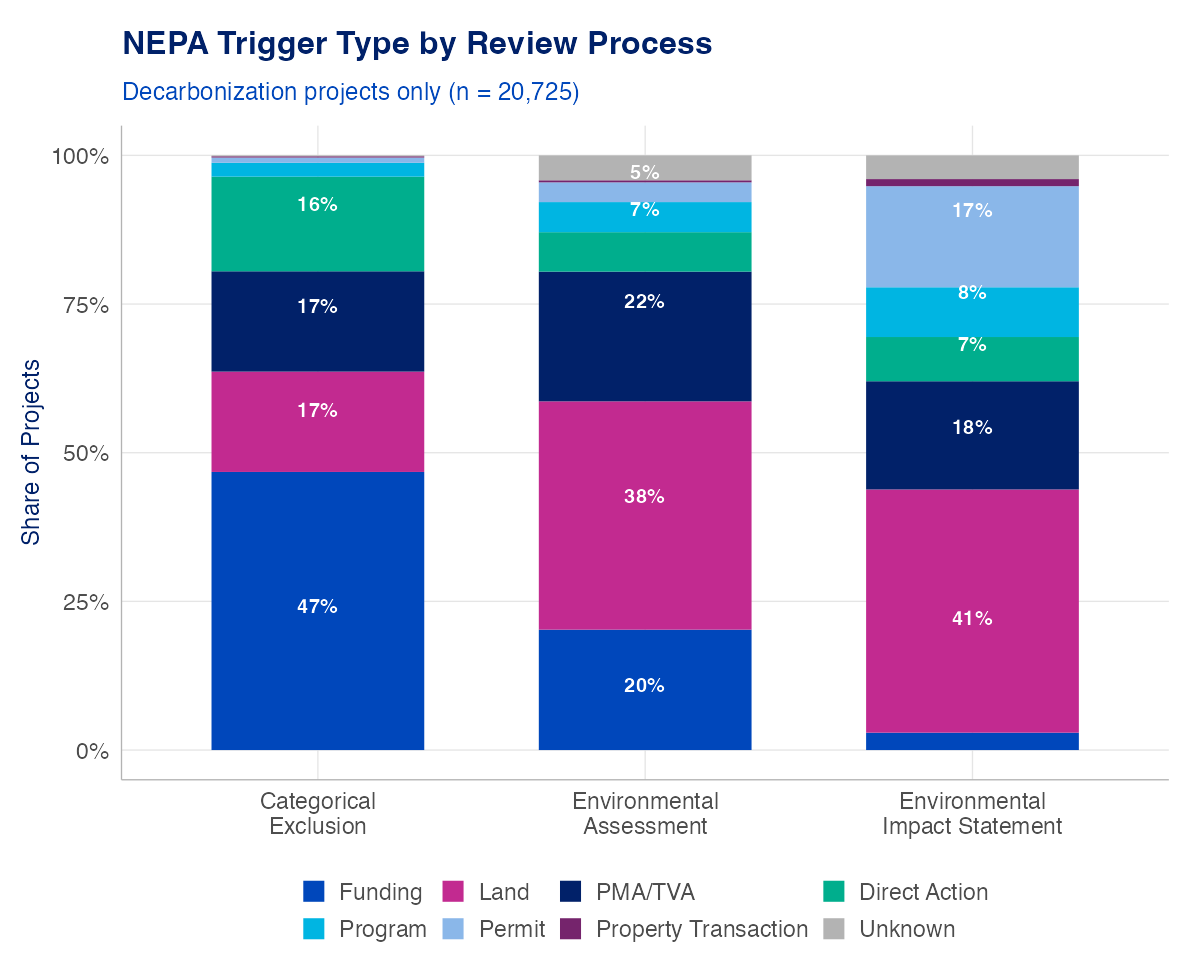 NEPA Trigger Type by Review Process
Decarbonization projects only (n = 20,725)
Share of Projects
100%
75%
50%
25%
0%
16%
17%
17%
47%
5%
7%
22%
38%
20%
17%
8%
7%
18%
41%
Categorical
Exclusion
Environmental
Assessment
Environmental
Impact Statement
Funding
Land
PMA/TVA
Direct Action
Program
Permit
Property Transaction
Unknown